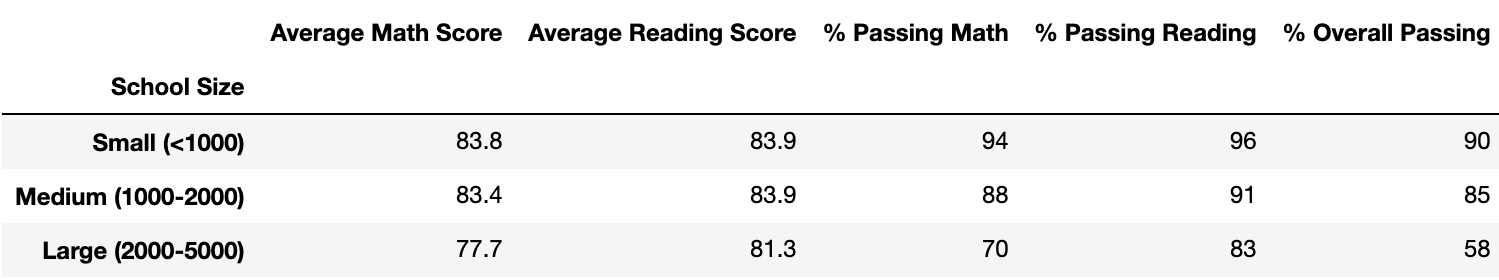 Average Math Score Average Reading Score % Passing Math % Passing Reading % Overall Passing
School Size
Small (<1000) 83.8 83.9 94 96 90
Medium (1000-2000) 83.4 83.9 88 91 85
Large (2000-5000) 77.7 81.3 70 83 58